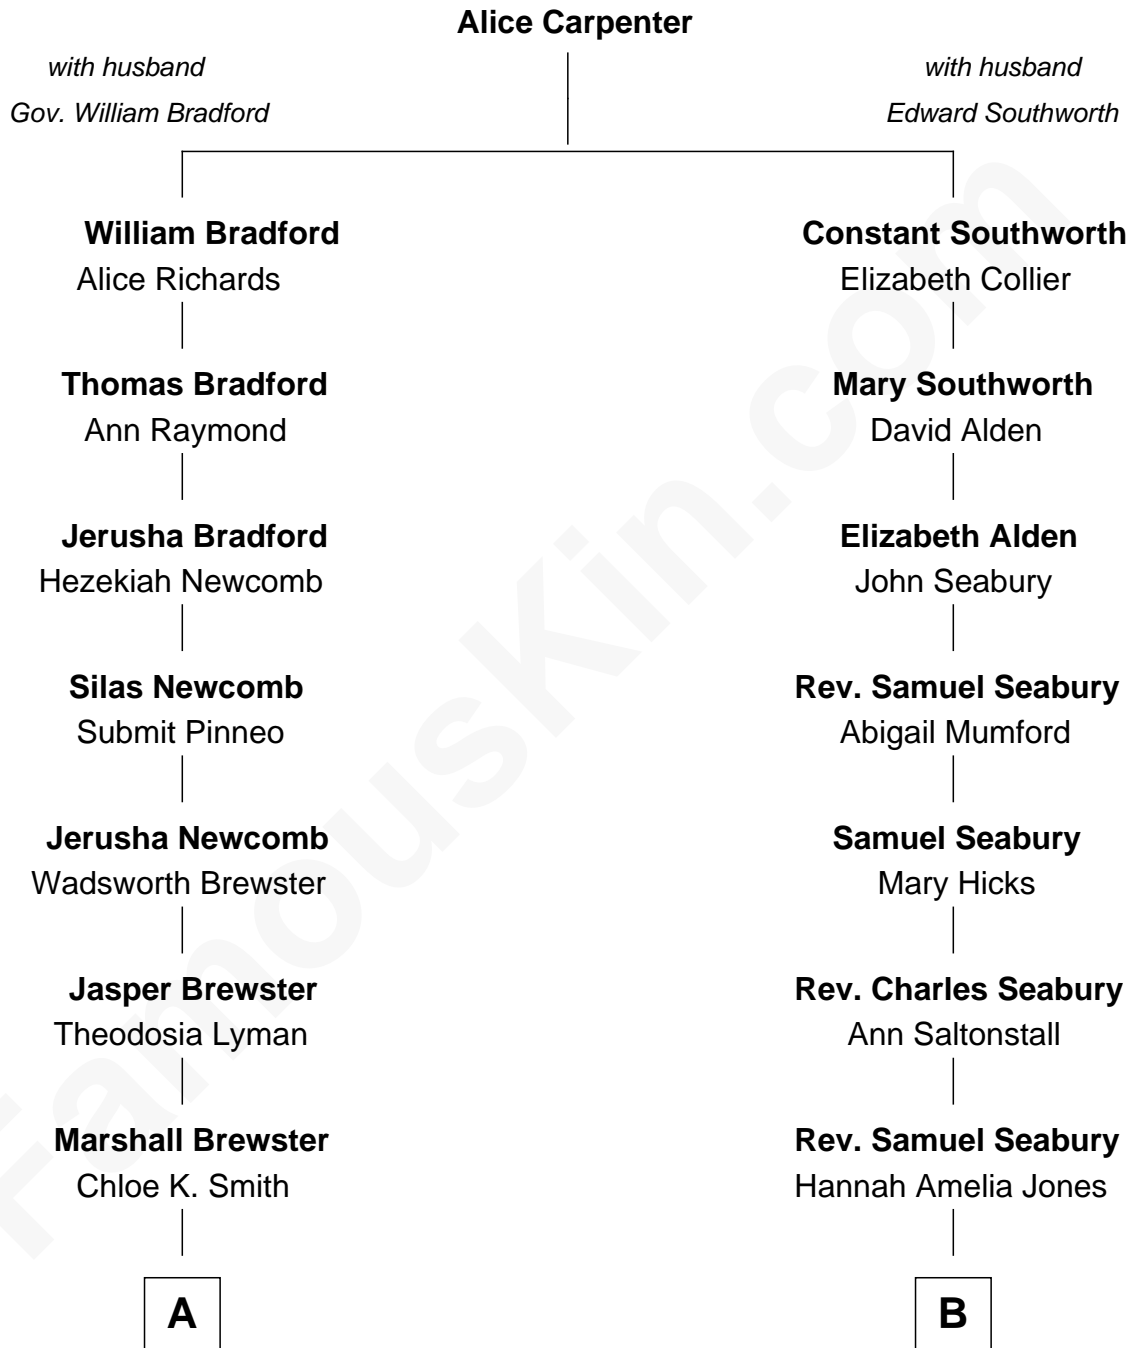 Alice Carpenter
with husband
Gov. William Bradford
with husband
Edward Southworth
William Bradford
Alice Richards
Constant Southworth
Elizabeth Collier
Thomas Bradford
Ann Raymond
Mary Southworth
David Alden
Jerusha Bradford
Hezekiah Newcomb
Elizabeth Alden
John Seabury
Silas Newcomb
Submit Pinneo
Rev. Samuel Seabury
Abigail Mumford
Jerusha Newcomb
Wadsworth Brewster
Samuel Seabury
Mary Hicks
Jasper Brewster
Theodosia Lyman
Rev. Charles Seabury
Ann Saltonstall
Marshall Brewster
Chloe K. Smith
Rev. Samuel Seabury
Hannah Amelia Jones
A
B
FamousKin.com